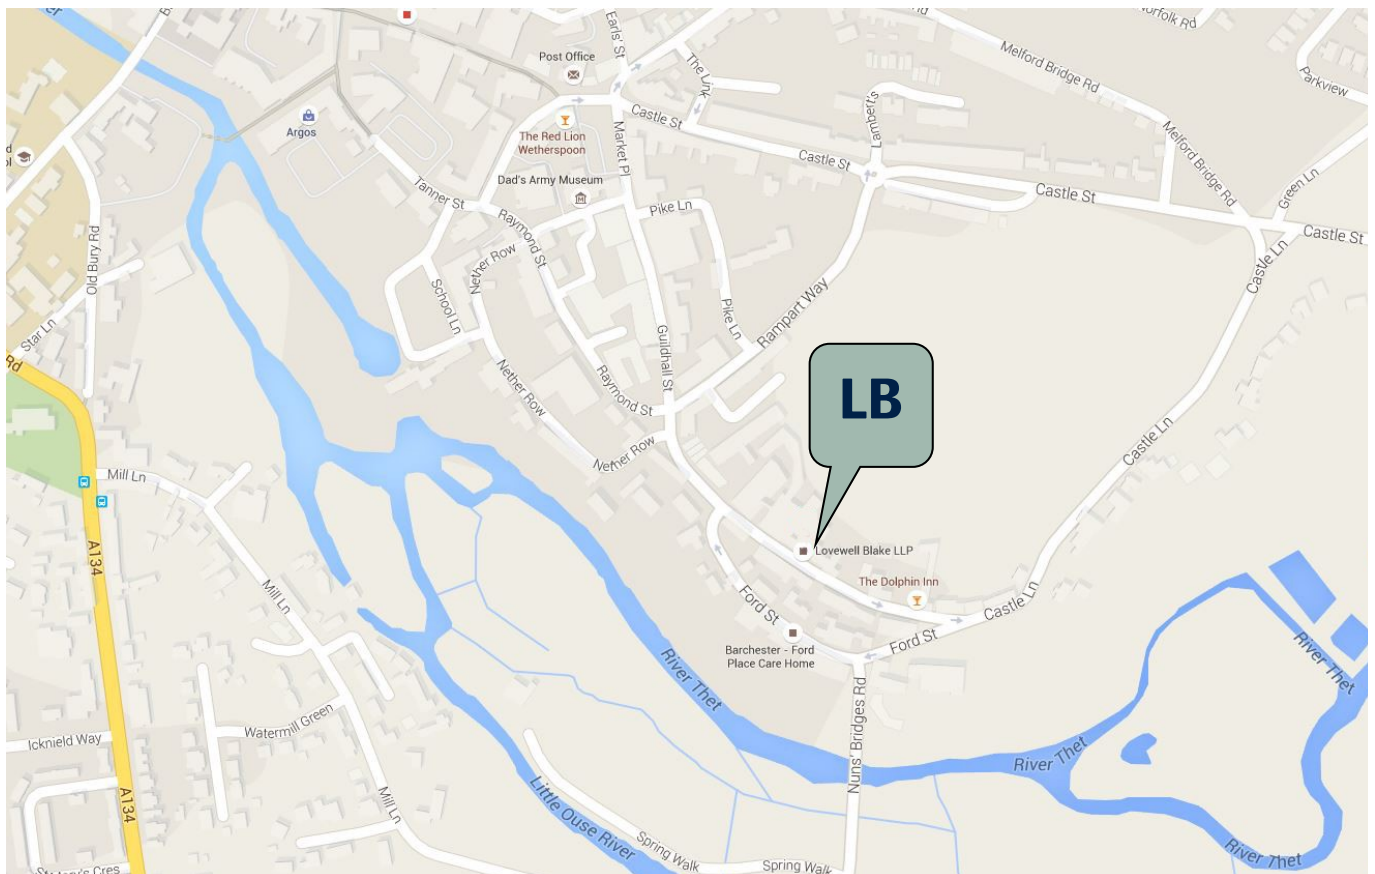 er
Earls' St
Norfolk Rd
Post Office
The Link
Melford Bridge Rd
Parkview
Argos
The Red Lion
Wetherspoon
Market Pl
Castle St
Lambert's
Castle St
Melford Bridge Rd
Green Ln
Dad's Army Museum
Tanner St
Castle St
Castle St
Pike Ln
Raymond St
Old Bury Rd
Nether Row
Castle Ln
School Ln
Pike Ln
Rampart Way
Star Ln
Guildhall St
Rd
Raymond St
LB
Nether Row
Castle Ln
Nether Row
Mill Ln
A134
Lovewell Blake LLP
The Dolphin Inn
Mill Ln
Ford St
Castle Ln
Ford St
Barchester - Ford
Place Care Home
River Thet
River Thet
Nuns' Bridges Rd
Watermill Green
Icknield Way
River Thet
A134
Mill Ln
Little Ouse River
Spring Walk
Spring Walk
River Thet
St Mary's Cres